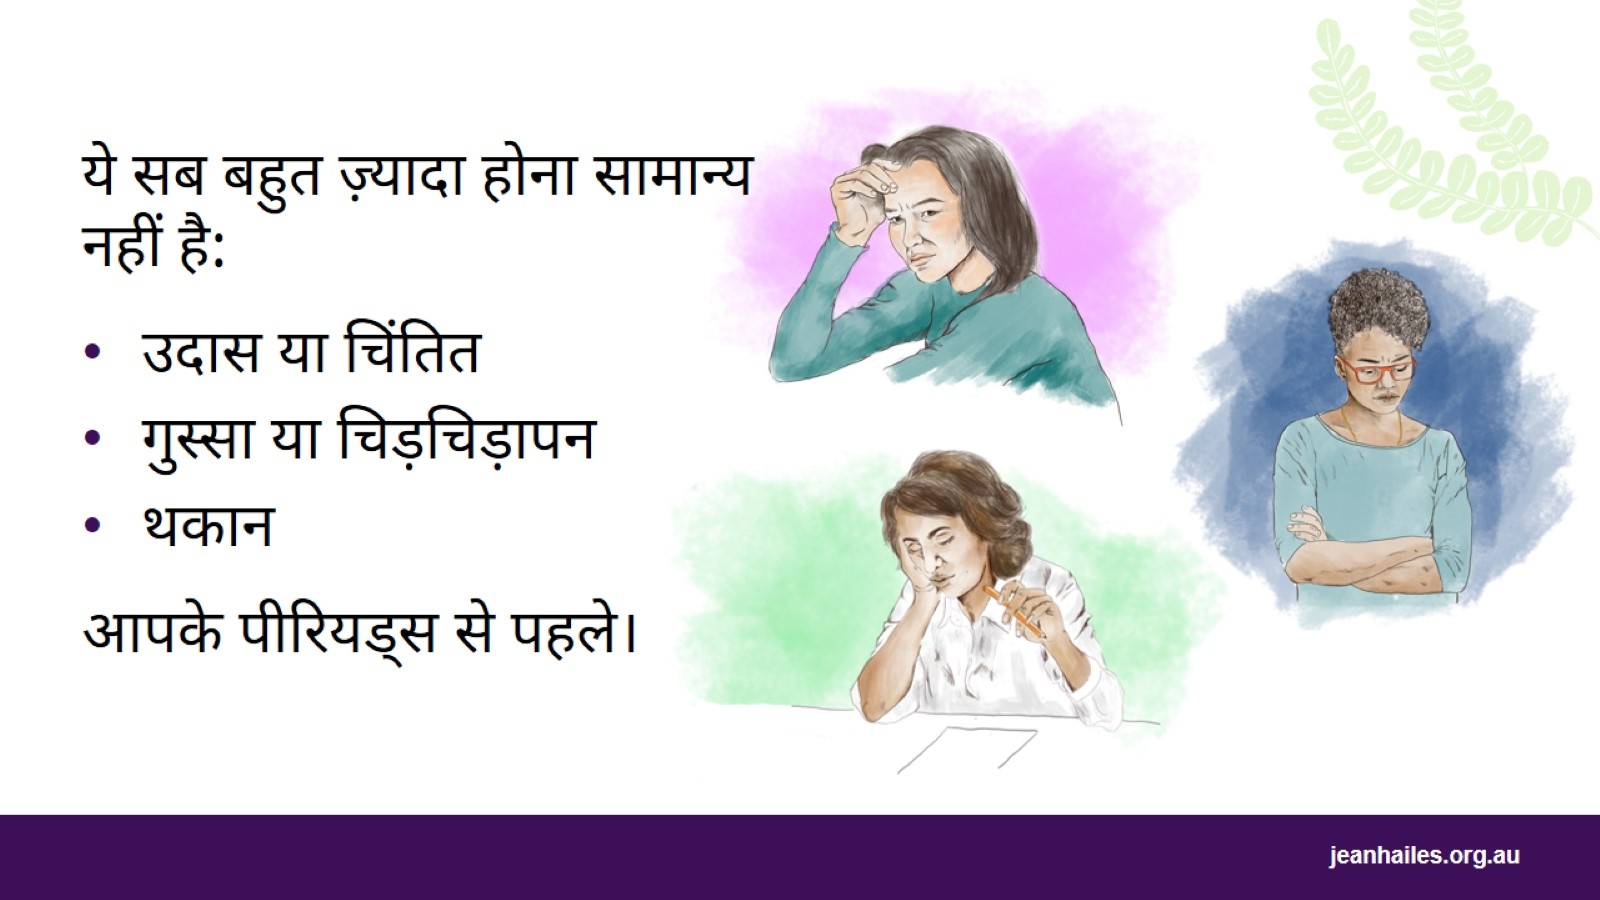 ये सब बहुत ज़्यादा होना सामान्य
नहीं है:
• उदास या चिंतित
• गुस्सा या चिड़चिड़ापन
• थकान
आपके पीरियड्स से पहले।
jeanhailes.org.au